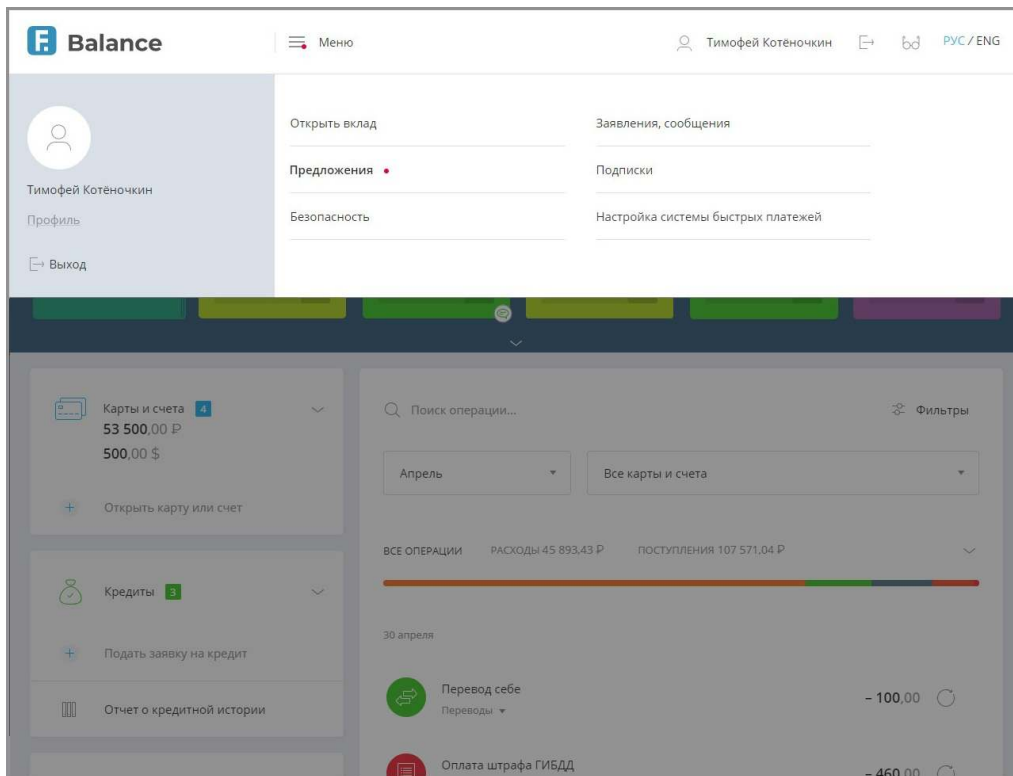 F. Balance
Меню
Тимофей Котёночкин
РУС / ENG
Тимофей Котёночкин
Профиль
Выход
Открыть вклад
Заявления, сообщения
Предложения
Подписки
Безопасность
Настройка системы быстрых платежей
Карты и счета 4
53 500,00 ₽
500,00 $
Открыть карту или счет
Кредиты 3
Подать заявку на кредит
Отчет о кредитной истории
Поиск операции...
Фильтры
Апрель
Все карты и счета
ВСЕ ОПЕРАЦИИ РАСХОДЫ 45 893,43 ₽ ПОСТУПЛЕНИЯ 107 571,04 ₽
30 апреля
Перевод себе
Переводы
– 100,00
Оплата штрафа ГИБДД
– 460,00